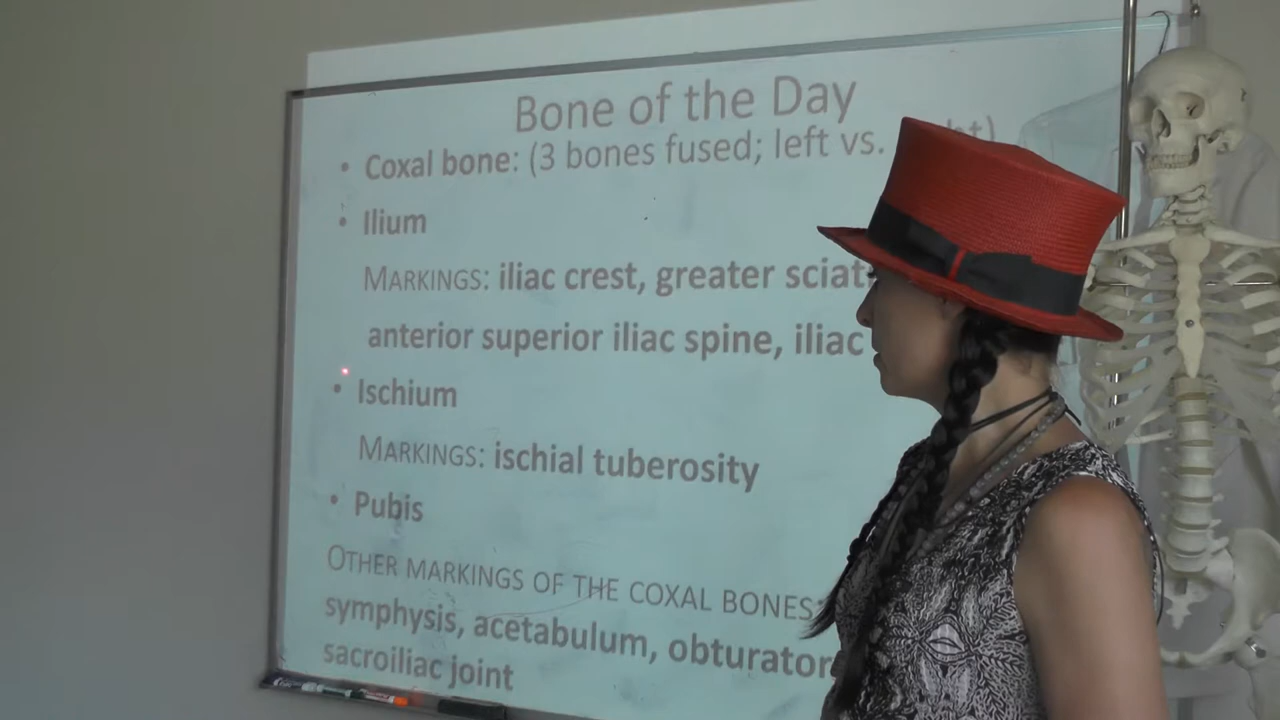 Bone of the Day
• Coxal bone: (3 bones fused; left vs.
• Ilium
MARKINGS: iliac crest, greater sciat
anterior superior iliac spine, iliac
• Ischium
MARKINGS: ischial tuberosity
• Pubis
OTHER MARKINGS OF THE COXAL BONES:
symphysis, acetabulum, obturator
sacroiliac joint